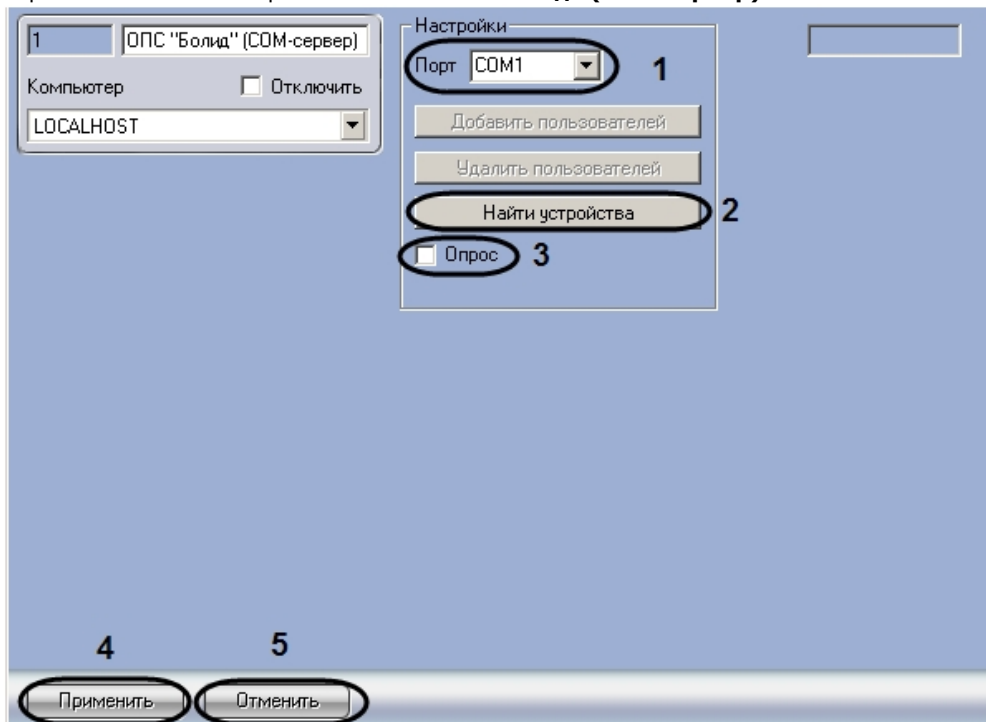 1 ОПС "Болид" (COM-сервер)
Компьютер Отключить
LOCALHOST
Настройки
Порт COM1 1
Добавить пользователей
Удалить пользователей
Найти устройства 2
Опрос 3
4 5
Применить Отменить